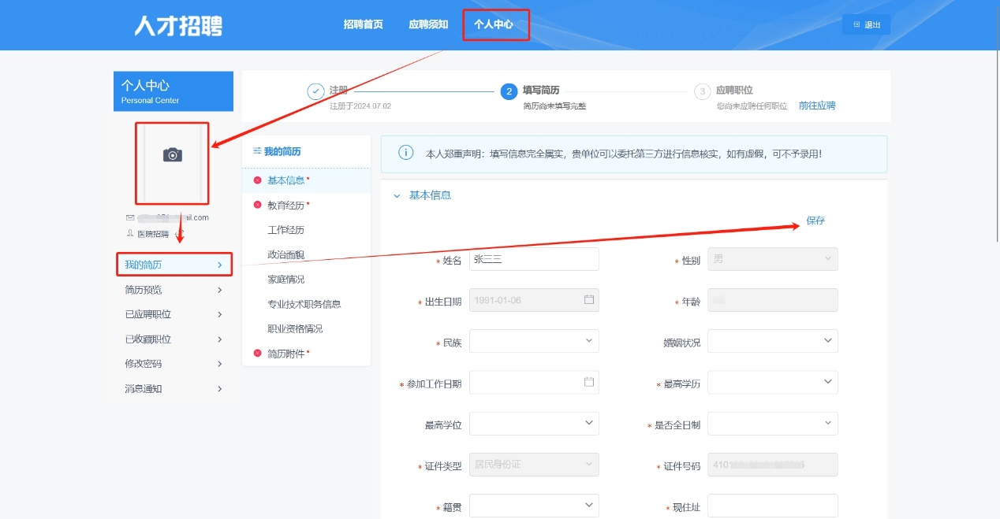 人才招聘
招聘首页 应聘须知 个人中心 退出
个人中心
Personal Center
注册
注册于2024.07.02
2 填写简历
简历尚未填写完整
3 应聘职位
您尚未应聘任何职位 前往应聘
il.com
医院招聘
我的简历
简历预览
已应聘职位
已收藏职位
修改密码
消息通知
我的简历
基本信息*
教育经历*
工作经历
政治面貌
家庭情况
专业技术职务信息
职业资格情况
简历附件*
本人郑重声明：填写信息完全属实，贵单位可以委托第三方进行信息核实，如有虚假，可不予录用！
基本信息
保存
*姓名 张三三 *性别 男
*出生日期 1991-01-06 *年龄
*民族 婚姻状况
*参加工作日期 *最高学历
最高学位 *是否全日制
*证件类型 居民身份证 *证件号码 410
*籍贯 *现住址